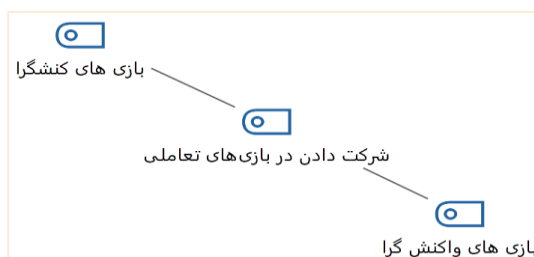 بازی های کنشگرا
شرکت دادن در بازی‌های تعاملی
بازی های واکنش گرا